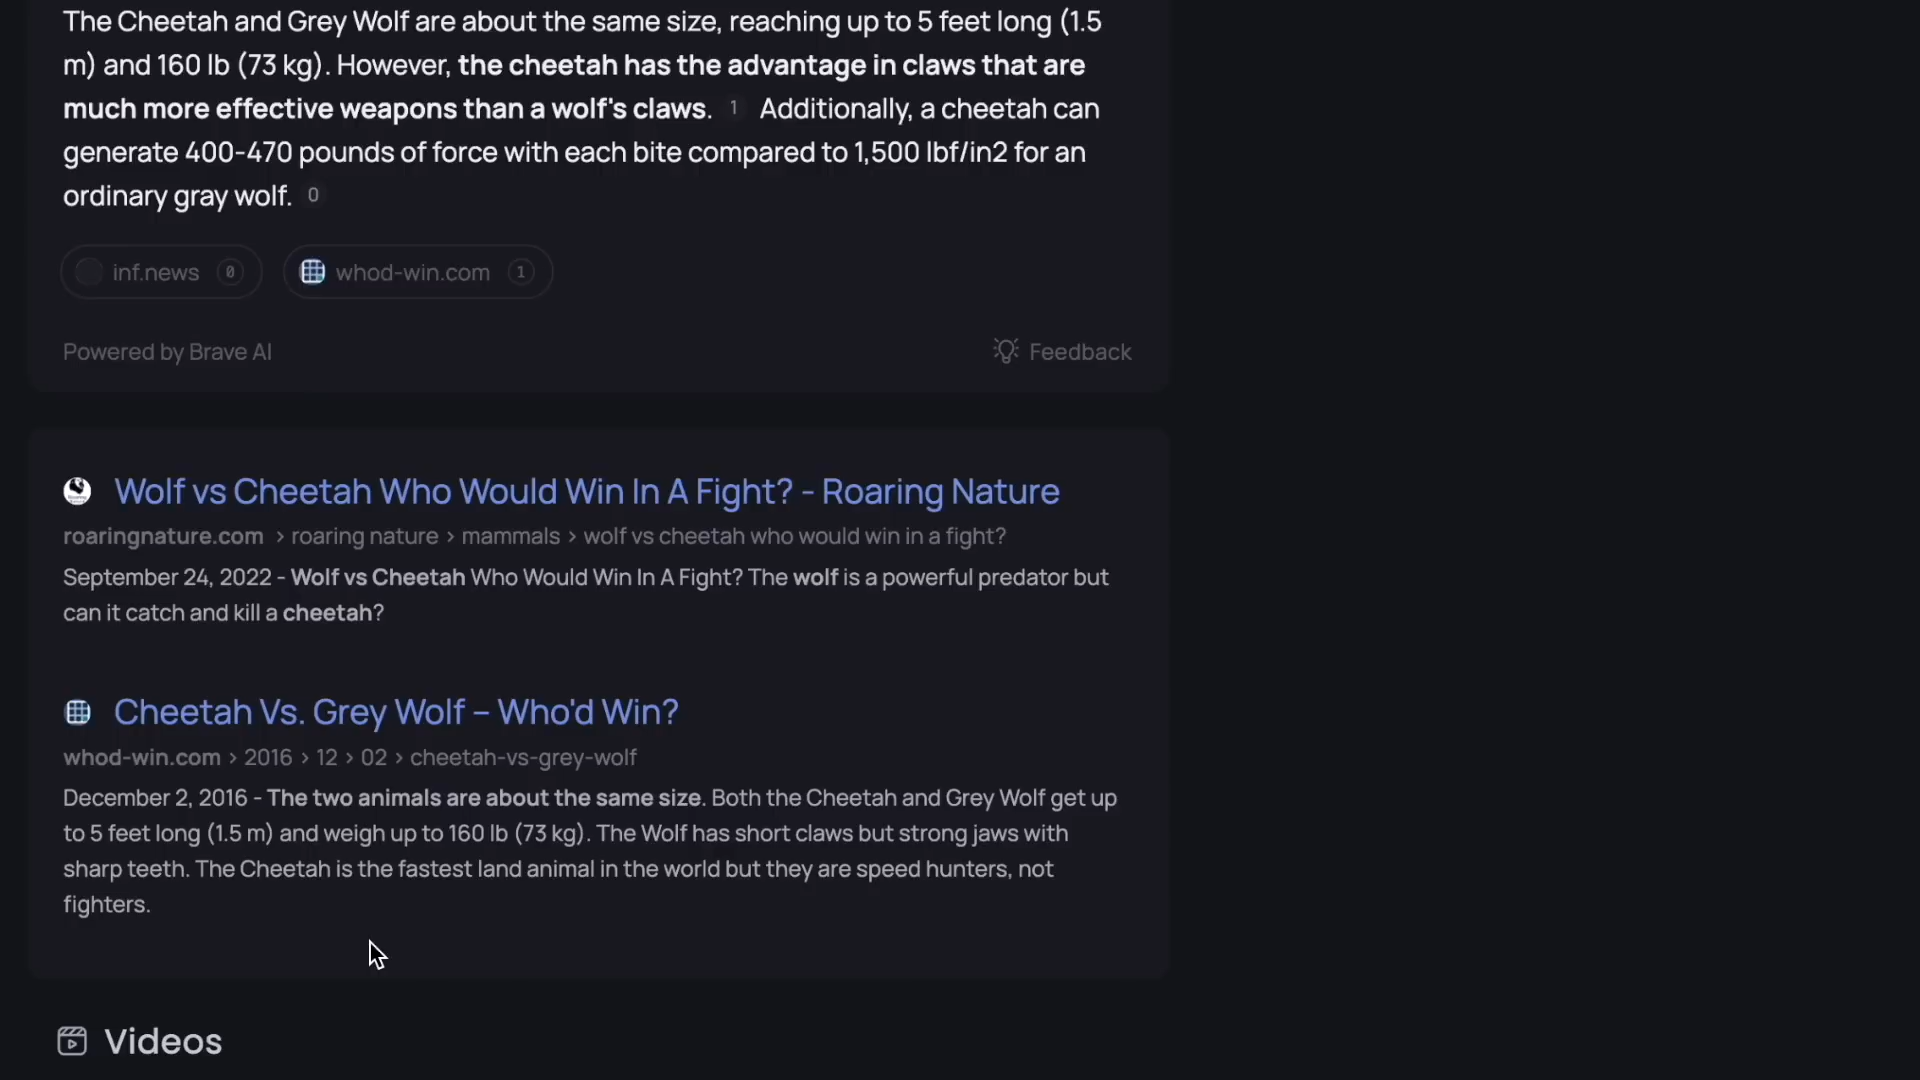 The Cheetah and Grey Wolf are about the same size, reaching up to 5 feet long (1.5
m) and 160 lb (73 kg). However, the cheetah has the advantage in claws that are
much more effective weapons than a wolf's claws. 1 Additionally, a cheetah can
generate 400-470 pounds of force with each bite compared to 1,500 lbf/in2 for an
ordinary gray wolf. 0
inf.news 0 whod-win.com 1
Powered by Brave AI Feedback
Wolf vs Cheetah Who Would Win In A Fight? - Roaring Nature
roaringnature.com › roaring nature › mammals › wolf vs cheetah who would win in a fight?
September 24, 2022 - Wolf vs Cheetah Who Would Win In A Fight? The wolf is a powerful predator but
can it catch and kill a cheetah?
Cheetah Vs. Grey Wolf – Who'd Win?
whod-win.com › 2016 › 12 › 02 › cheetah-vs-grey-wolf
December 2, 2016 - The two animals are about the same size. Both the Cheetah and Grey Wolf get up
to 5 feet long (1.5 m) and weigh up to 160 lb (73 kg). The Wolf has short claws but strong jaws with
sharp teeth. The Cheetah is the fastest land animal in the world but they are speed hunters, not
fighters.
Videos